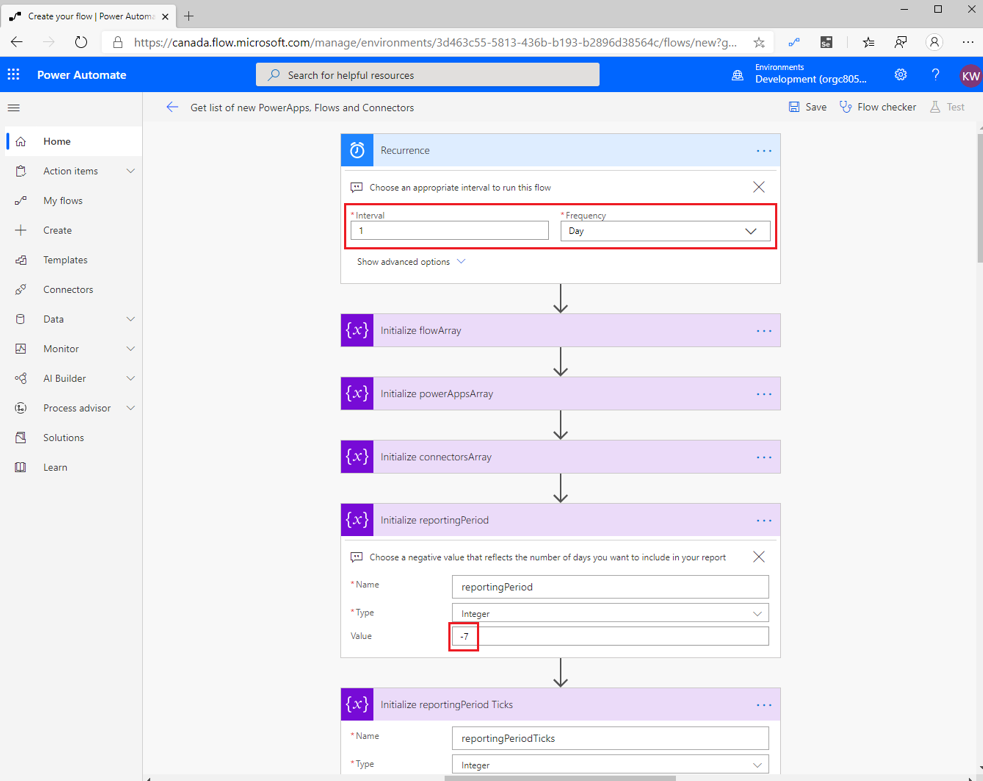 Create your flow | Power Automa
https://canada.flow.microsoft.com/manage/environments/3d463c55-5813-436b-b193-b2896d38564c/flows/new?g...
Power Automate
Search for helpful resources
Environments
Development (orgc805...
?
KW
Get list of new PowerApps, Flows and Connectors
Save
Flow checker
Test
Home
Action items
My flows
Create
Templates
Connectors
Data
Monitor
AI Builder
Process advisor
Solutions
Learn
Recurrence
...
Choose an appropriate interval to run this flow
* Interval
* Frequency
1
Day
Show advanced options
{x} Initialize flowArray ...
{x} Initialize powerAppsArray ...
{x} Initialize connectorsArray ...
{x} Initialize reportingPeriod ...
Choose a negative value that reflects the number of days you want to include in your report
* Name
reportingPeriod
* Type
Integer
Value
-7
{x} Initialize reportingPeriod Ticks ...
* Name
reportingPeriodTicks
* Type
Integer